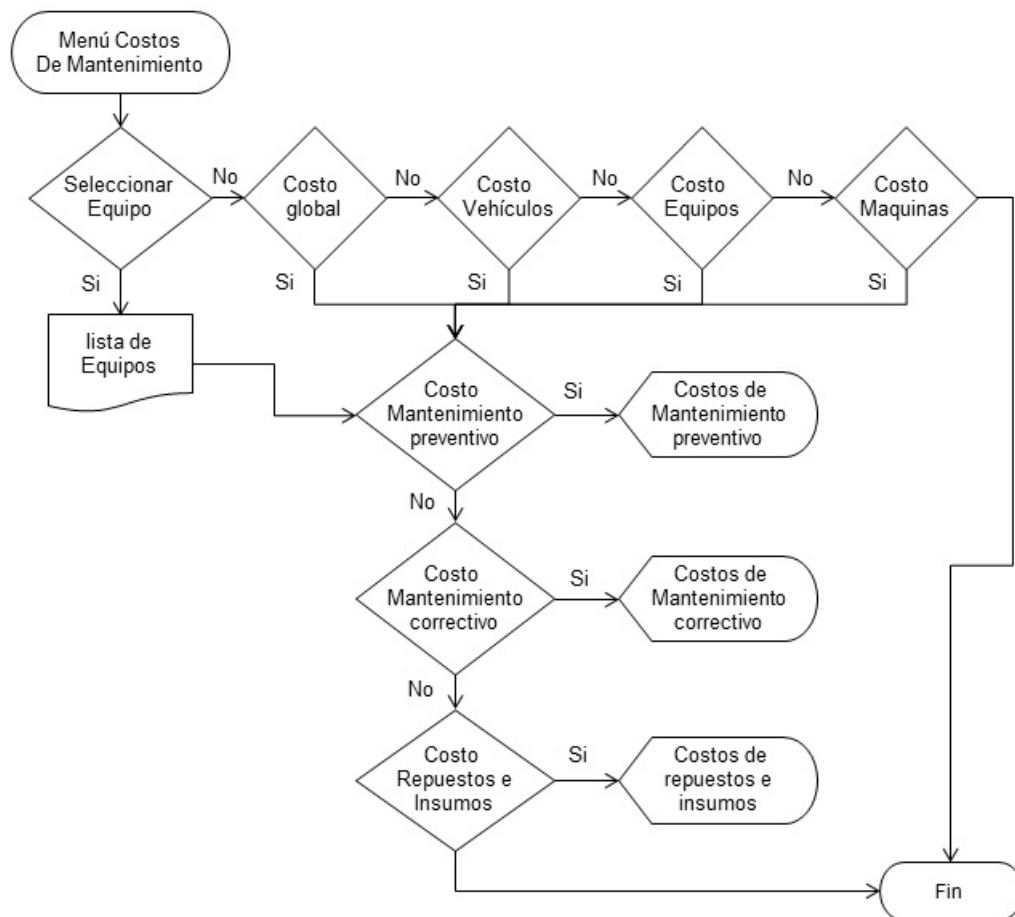 Menú Costos
De Mantenimiento
Seleccionar
Equipo
No
Costo
global
No
Costo
Vehículos
No
Costo
Equipos
No
Costo
Maquinas
Si
Si
Si
Si
Si
lista de
Equipos
Costo
Mantenimiento
preventivo
Si
Costos de
Mantenimiento
preventivo
No
Costo
Mantenimiento
correctivo
Si
Costos de
Mantenimiento
correctivo
No
Costo
Repuestos e
Insumos
Si
Costos de
repuestos e
insumos
Fin